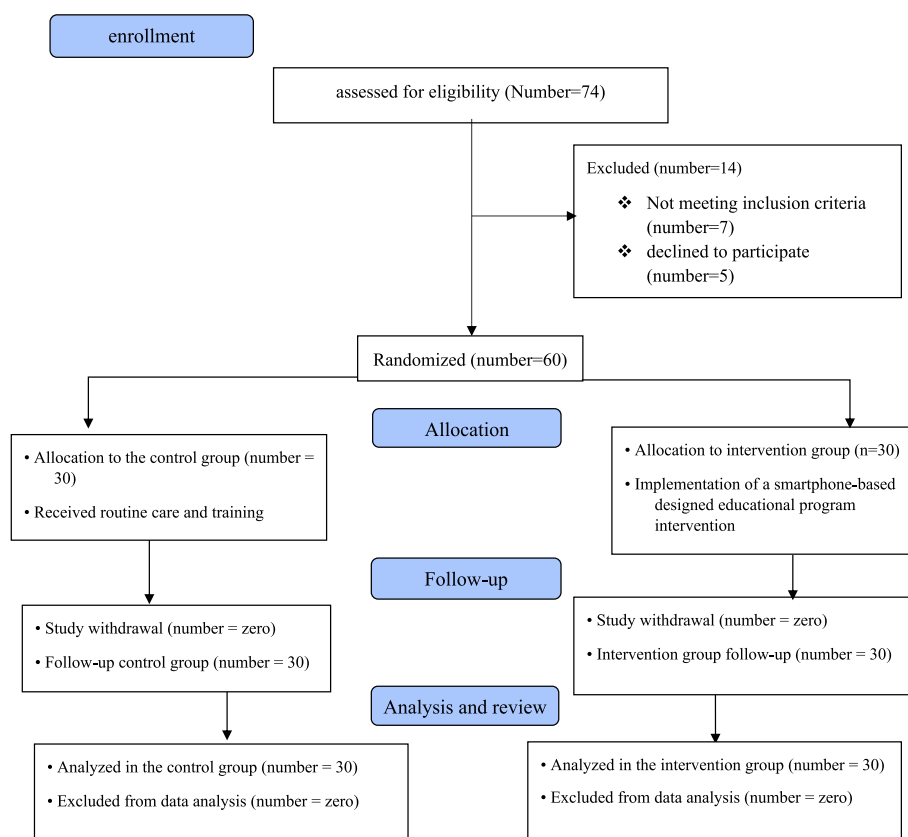 enrollment
assessed for eligibility (Number=74)
Excluded (number=14)
❖ Not meeting inclusion criteria
(number=7)
❖ declined to participate
(number=5)
Randomized (number=60)
Allocation
• Allocation to the control group (number =
30)
• Received routine care and training
• Allocation to intervention group (n=30)
• Implementation of a smartphone-based
designed educational program
intervention
Follow-up
• Study withdrawal (number = zero)
• Follow-up control group (number = 30)
• Study withdrawal (number = zero)
• Intervention group follow-up (number = 30)
Analysis and review
• Analyzed in the control group (number = 30)
• Excluded from data analysis (number = zero)
• Analyzed in the intervention group (number = 30)
• Excluded from data analysis (number = zero)